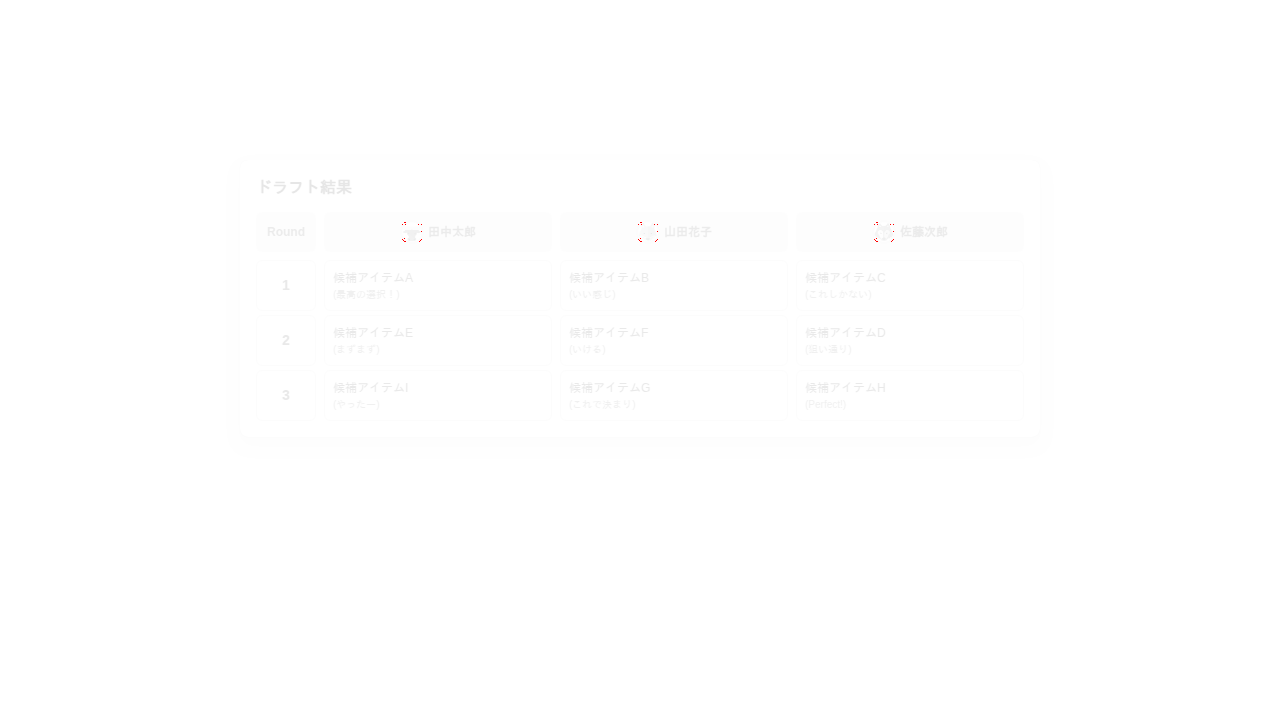 ドラフト結果
Round 田中太郎 山田花子 佐藤次郎
1 候補アイテムA 候補アイテムB 候補アイテムC
(最高の選択！) (いい感じ) (これしかない)
2 候補アイテムE 候補アイテムF 候補アイテムD
(まずまず) (いける) (狙い通り)
3 候補アイテムI 候補アイテムG 候補アイテムH
(やったー) (これで決まり) (Perfect!)